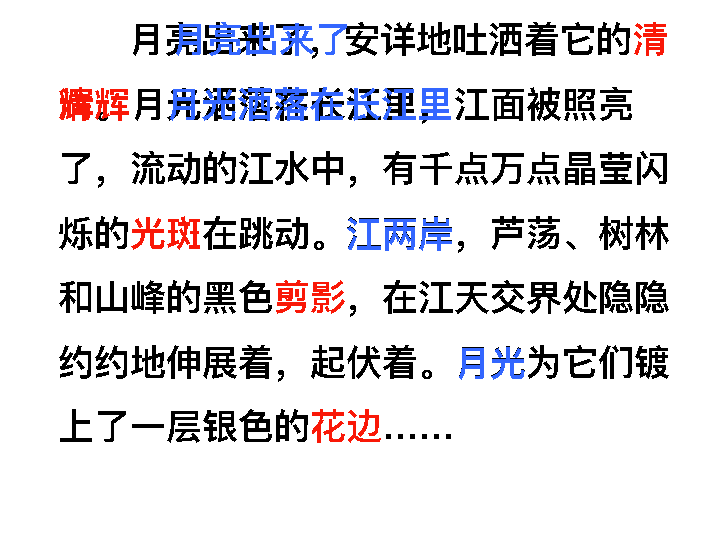 月亮出来了，安详地吐洒着它的清
辉。月光洒落在长江里，江面被照亮
了，流动的江水中，有千点万点晶莹闪
烁的光斑在跳动。江两岸，芦荡、树林
和山峰的黑色剪影，在江天交界处隐隐
约约地伸展着，起伏着。月光为它们镀
上了一层银色的花边……